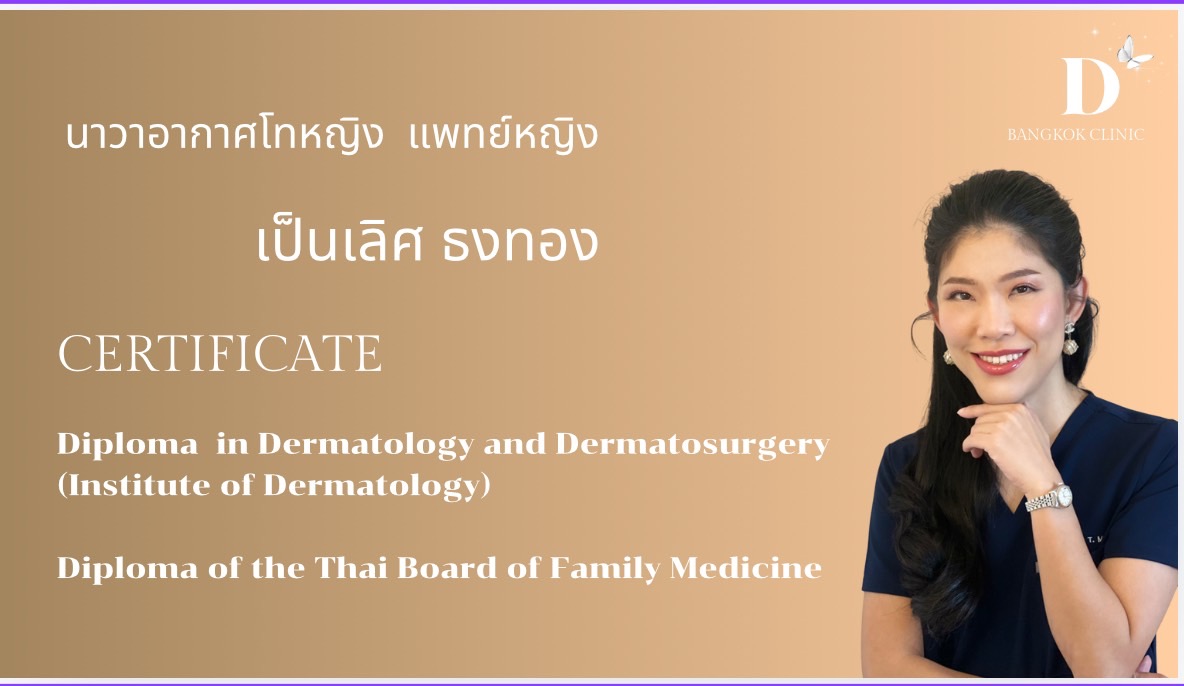 D
BANGKOK CLINIC
นาวาอากาศโทหญิง แพทย์หญิง
เป็นเลิศ ธงทอง
CERTIFICATE
Diploma in Dermatology and Dermatosurgery
(Institute of Dermatology)
Diploma of the Thai Board of Family Medicine